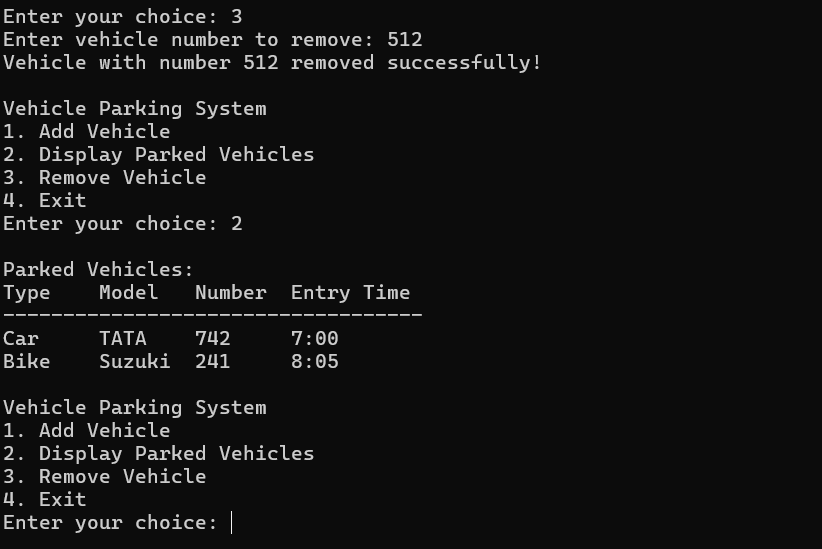 Enter your choice: 3
Enter vehicle number to remove: 512
Vehicle with number 512 removed successfully!
Vehicle Parking System
1. Add Vehicle
2. Display Parked Vehicles
3. Remove Vehicle
4. Exit
Enter your choice: 2
Parked Vehicles:
Type    Model   Number  Entry Time
-----------------------------------
Car     TATA    742     7:00
Bike    Suzuki  241     8:05
Vehicle Parking System
1. Add Vehicle
2. Display Parked Vehicles
3. Remove Vehicle
4. Exit
Enter your choice: